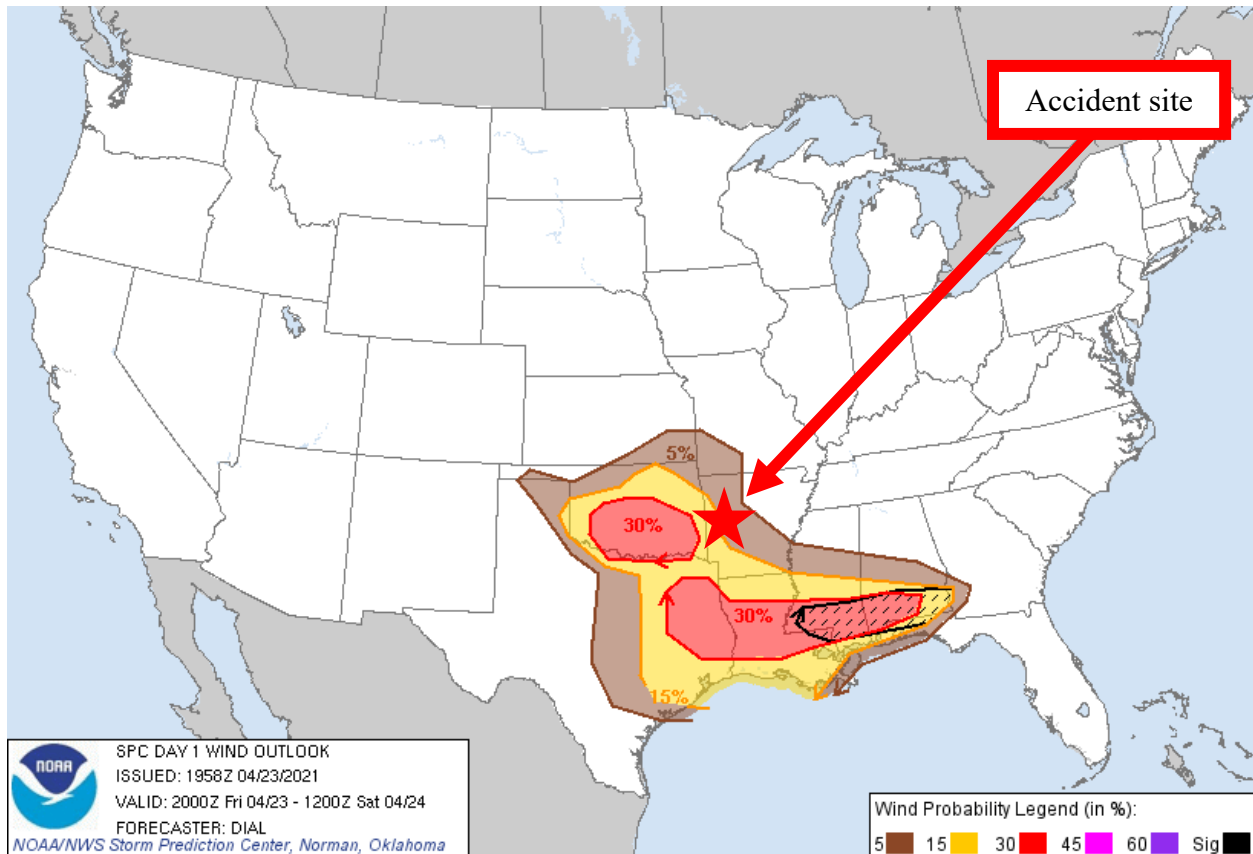 Accident site
5%
30%
30%
15%
NOAA
SPC DAY 1 WIND OUTLOOK
ISSUED: 1958Z 04/23/2021
VALID: 2000Z Fri 04/23 - 1200Z Sat 04/24
FORECASTER: DIAL
NOAA/NWS Storm Prediction Center, Norman, Oklahoma
Wind Probability Legend (in %):
5 15 30 45 60 Sig